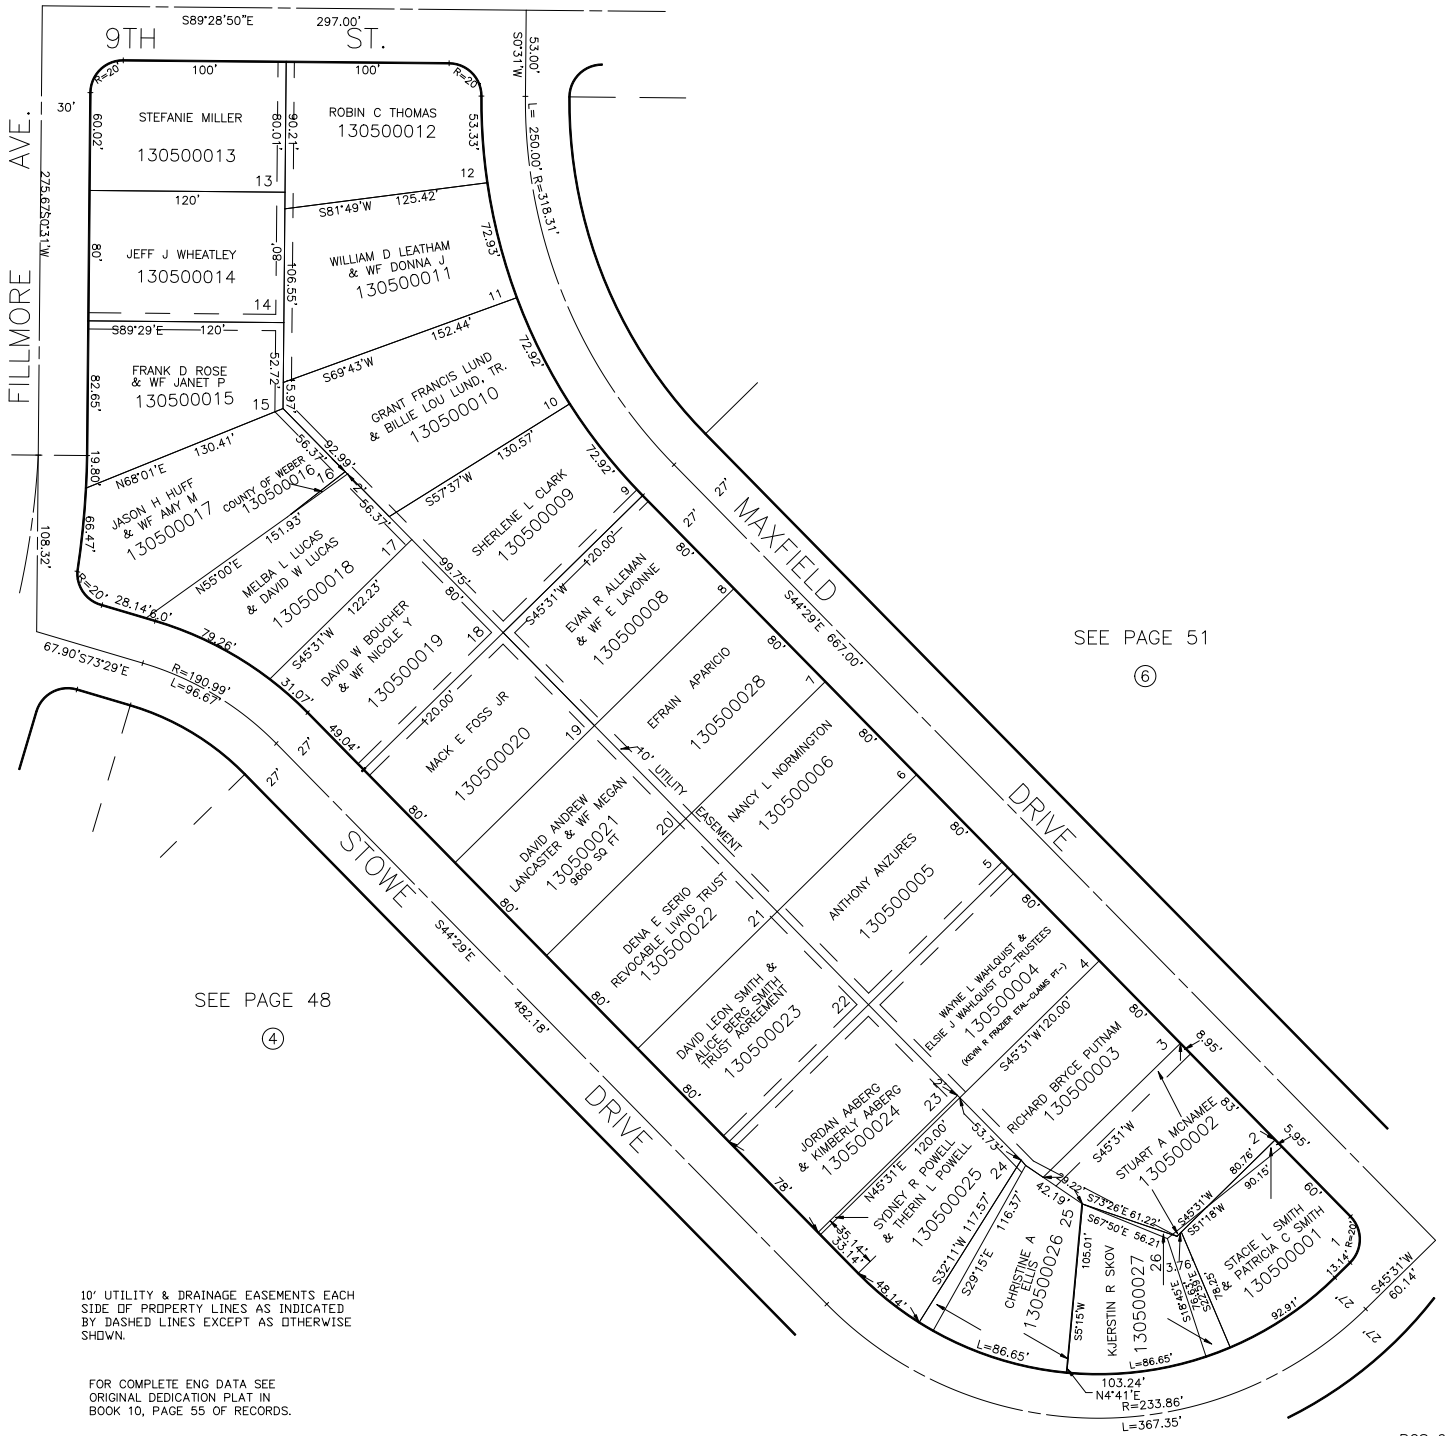 S89°28'50"E
297.00'
9TH ST.
FILLMORE AVE.
30'
275.67
S0°31'W
S0°31'W
53.00'
L= 250.00' R=318.31'
R=20'
100'
100'
R=20'
60.02'
STEFANIE MILLER
130500013
13
80.01'
90.21'
ROBIN C THOMAS
130500012
12
53.33'
120'
S81°49'W
125.42'
80'
JEFF J WHEATLEY
130500014
14
80'
106.55'
WILLIAM D LEATHAM
& WF DONNA J
130500011
11
72.93'
S89°29'E
120'
S69°43'W
152.44'
FRANK D ROSE
& WF JANET P
130500015
15
82.65'
52.72'
15.97'
GRANT FRANCIS LUND
& BILLIE LOU LUND, TR.
130500010
10
72.92'
19.80'
N68°01'E
130.41'
56.37'
92.99'
COUNTY OF WEBER
130500016
16
2'
56.37'
JASON H HUFF
& WF AMY M
130500017
66.47'
108.32'
S57°37'W
130.57'
SHERLENE L CLARK
130500009
9
72.92'
N55°00'E
151.93'
MELBA L LUCAS
& DAVID W LUCAS
130500018
17
R=20'
28.14'
6.0'
79.26'
67.90'
S73°29'E
R=190.99'
L=96.67'
S45°31'W
122.23'
99.75'
80'
DAVID W BOUCHER
& WF NICOLE Y
130500019
18
31.07'
49.04'
27'
27'
S45°31'W
120.00'
27'
27'
MAXFIELD
S44°29'E 667.00'
DRIVE
EVAN R ALLEMAN
& WF E LAVONNE
130500008
8
80'
120.00'
MACK E FOSS JR
130500020
19
80'
EFRAIN APARICIO
130500028
7
80'
10' UTILITY EASEMENT
DAVID ANDREW
LANCASTER & WF MEGAN
130500021
9600 SQ FT
20
80'
NANCY L NORMINGTON
130500006
6
80'
SEE PAGE 51
6
STOWE
S44°29'E
482.18'
DRIVE
DENA E SERIO
REVOCABLE LIVING TRUST
130500022
21
80'
ANTHONY ANZURES
130500005
5
80'
SEE PAGE 48
4
DAVID LEON SMITH &
ALICE BERG SMITH
TRUST AGREEMENT
130500023
22
80'
WAYNE L WAHLQUIST &
ELSIE J WAHLQUIST CO-TRUSTEES
130500004
(KEVIN R FRAZIER ETAL-CLAIMS PT-)
4
80'
JORDAN AABERG
& KIMBERLY AABERG
130500024
23
78'
2'
S45°31'W
120.00'
RICHARD BRYCE PUTNAM
130500003
3
80'
8.95'
N45°31'E
120.00'
SYDNEY R POWELL
& THERIN L POWELL
130500025
24
53.73'
35.14'
33.14'
48.14'
S32°11'W 117.57'
S29°15'E
116.37'
S45°31'W
STUART A MCNAMEE
130500002
2
83'
5.95'
29.22'
42.19'
S73°26'E 61.22'
S67°50'E 56.21'
S45°31'W
80.76'
S51°18'W
90.15'
CHRISTINE A
ELLIS
130500026
25
L=86.65'
S5°15'W
105.01'
KJERSTIN R SKOV
130500027
26
L=86.65'
3.76
S18°45'E
78.25'
STACIE L SMITH
& PATRICIA C SMITH
130500001
1
60'
R=20'
13.14'
92.91'
27'
27'
S45°31'W
60.14'
103.24'
N4°41'E
R=233.86'
L=367.35'
10' UTILITY & DRAINAGE EASEMENTS EACH
SIDE OF PROPERTY LINES AS INDICATED
BY DASHED LINES EXCEPT AS OTHERWISE
SHOWN.
FOR COMPLETE ENG DATA SEE
ORIGINAL DEDICATION PLAT IN
BOOK 10, PAGE 55 OF RECORDS.